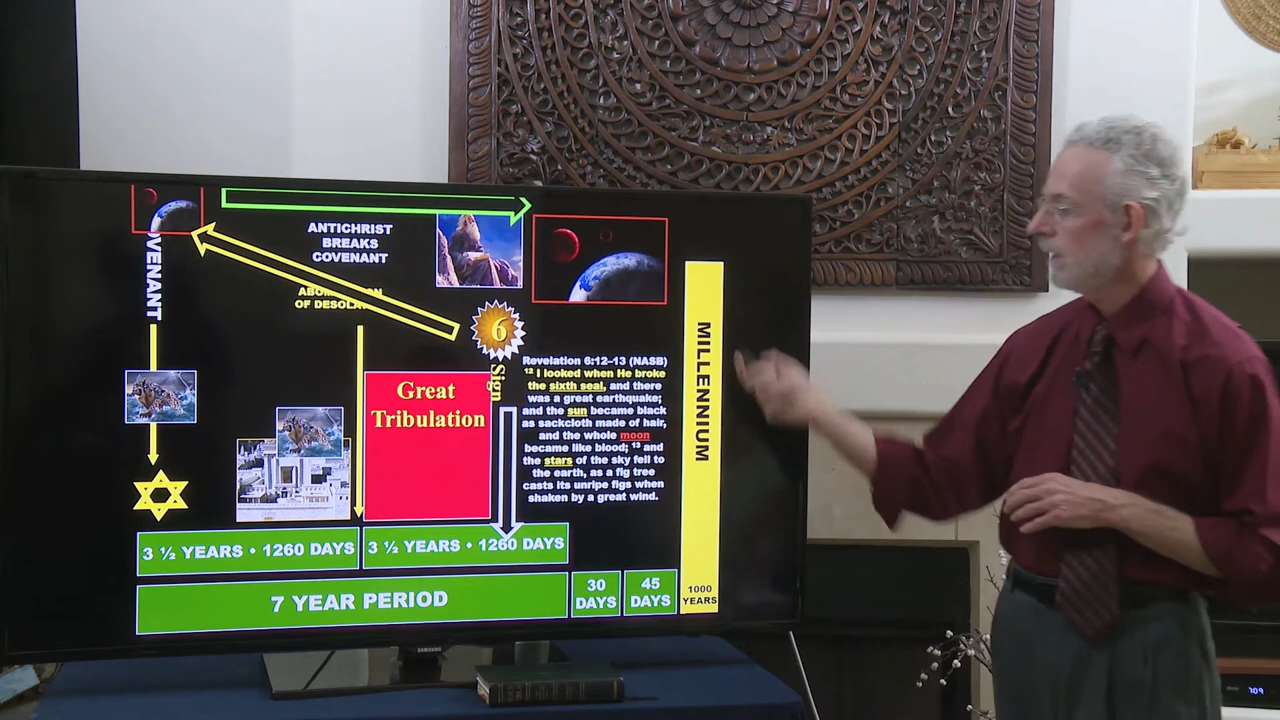 ANTICHRIST
BREAKS
COVENANT
OVENANT
OF
6
Sign
Great
Tribulation
Revelation 6:12–13 (NASB)
12 I looked when He broke
the sixth seal, and there
was a great earthquake;
and the sun became black
as sackcloth made of hair,
and the whole moon
became like blood; 13 and
the stars of the sky fell to
the earth, as a fig tree
casts its unripe figs when
shaken by a great wind.
MILLENNIUM
1000
YEARS
3 ½ YEARS • 1260 DAYS
3 ½ YEARS • 1260 DAYS
7 YEAR PERIOD
30
DAYS
45
DAYS
SAMSUNG
709